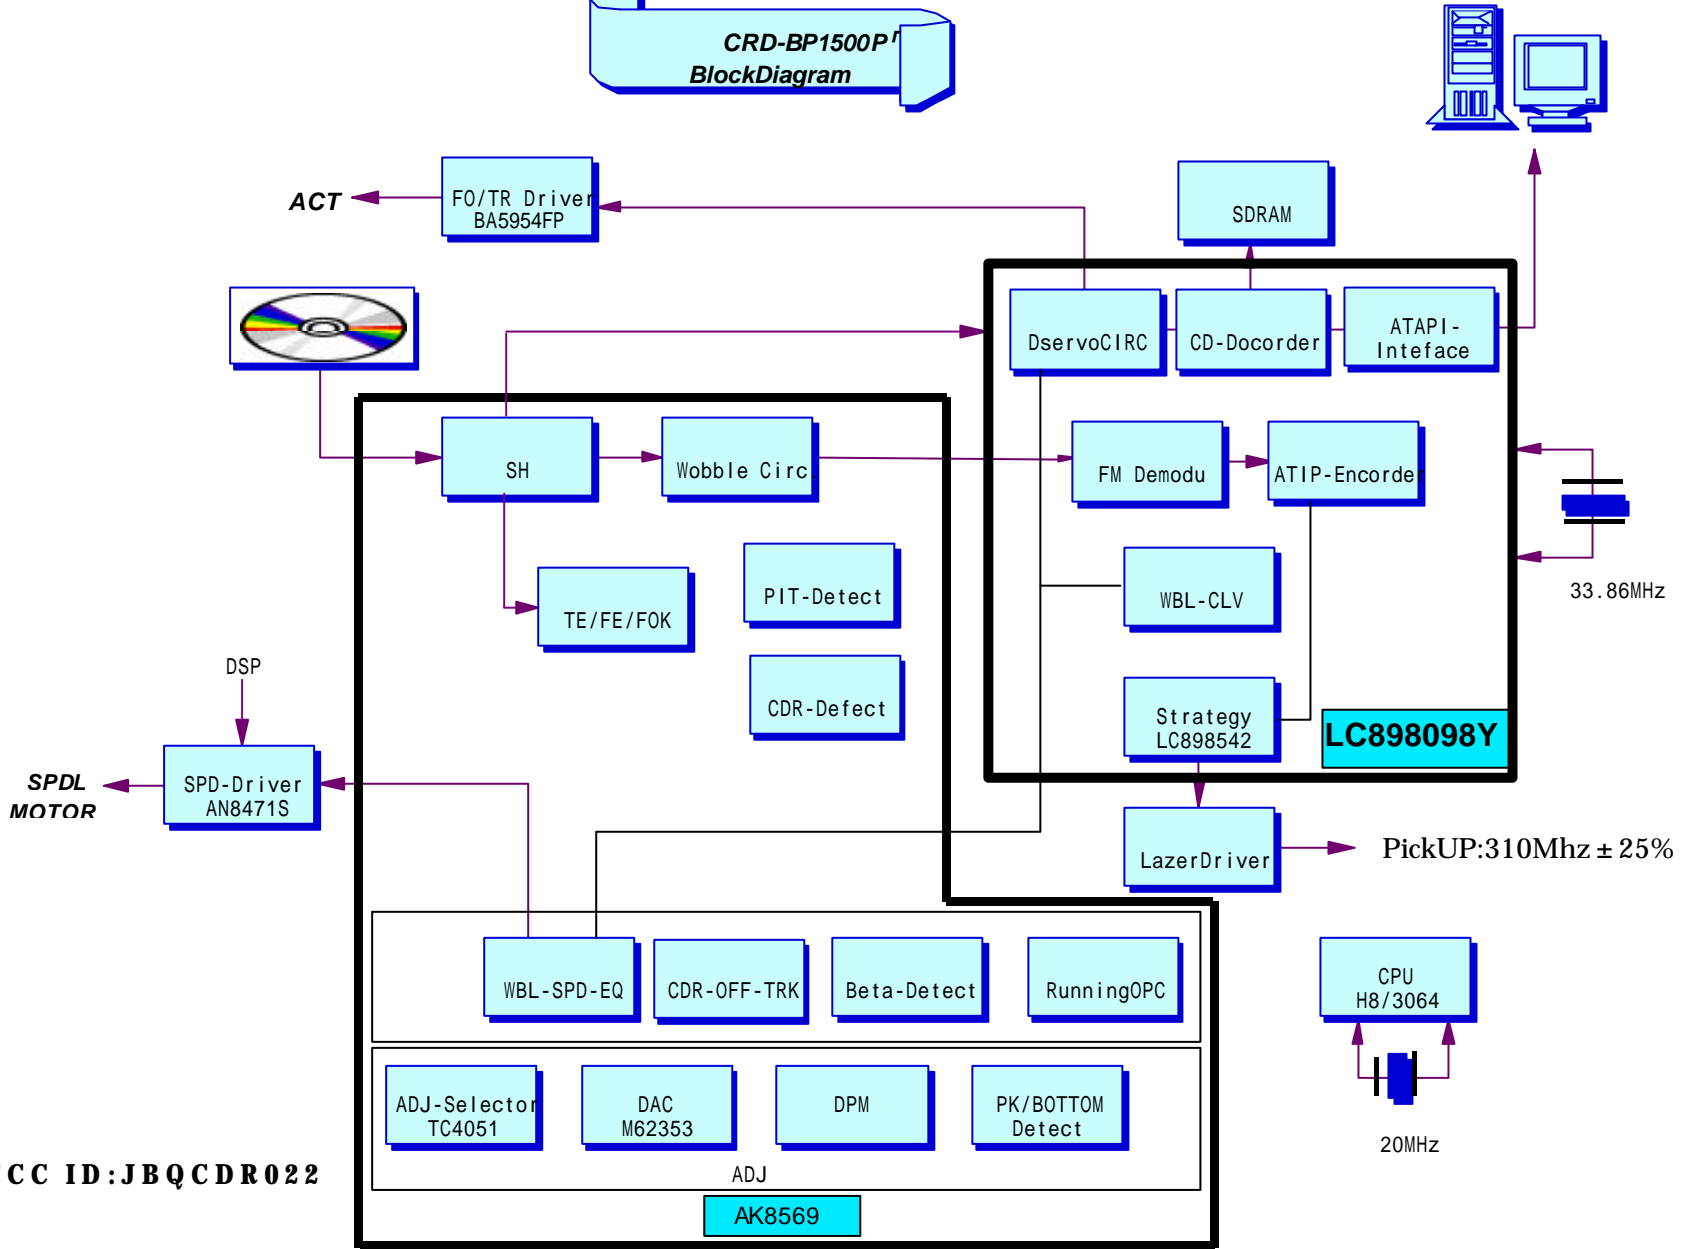 CRD-BP1500P
BlockDiagram
ACT
FO/TR Driver
BA5954FP
SDRAM
DservoCIRC
CD-Docorder
ATAPI-
Inteface
SH
Wobble Circ.
FM Demodu
ATIP-Encorder
33.86MHz
TE/FE/FOK
PIT-Detect
WBL-CLV
CDR-Defect
Strategy
LC898542
LC898098Y
DSP
SPDL
MOTOR
SPD-Driver
AN8471S
LazerDriver
PickUP:310Mhz ± 25%
WBL-SPD-EQ
CDR-OFF-TRK
Beta-Detect
RunningOPC
CPU
H8/3064
20MHz
ADJ-Selector
TC4051
DAC
M62353
DPM
PK/BOTTOM
Detect
ADJ
CC ID:JBQCDR022
AK8569